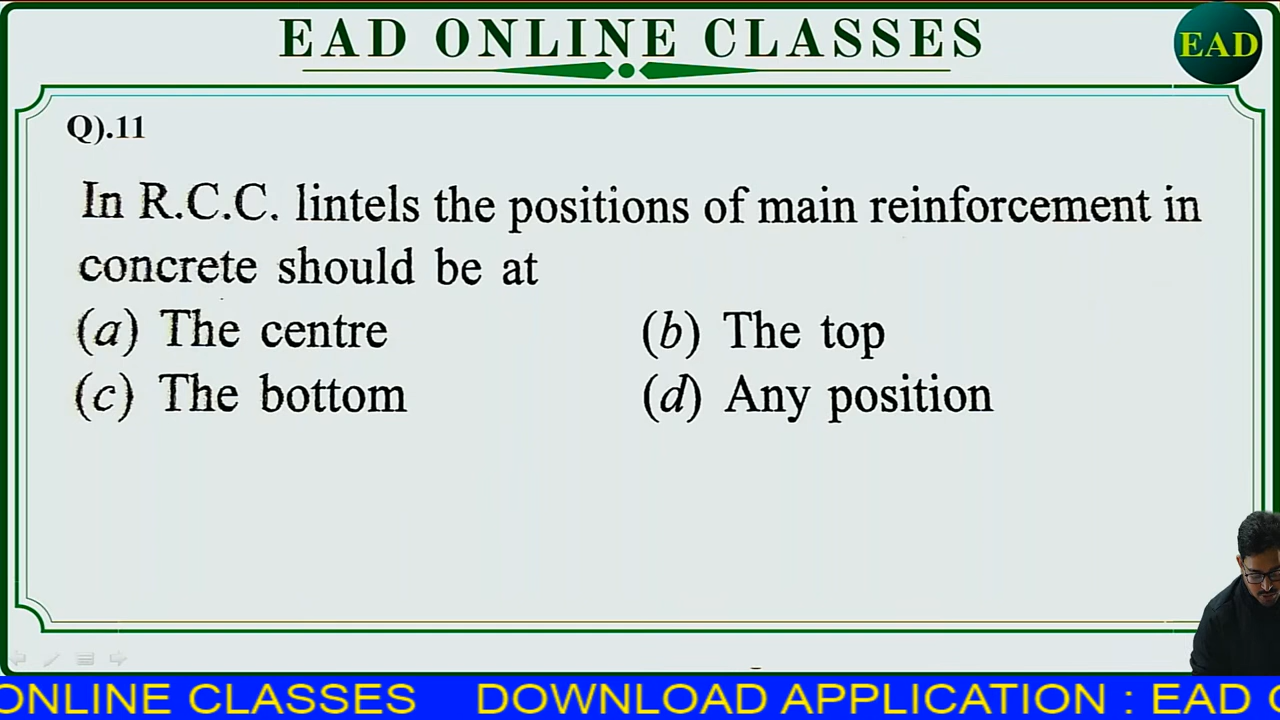 EAD ONLINE CLASSES
EAD
Q).11
In R.C.C. lintels the positions of main reinforcement in
concrete should be at
(a) The centre (b) The top
(c) The bottom (d) Any position
ONLINE CLASSES DOWNLOAD APPLICATION : EAD